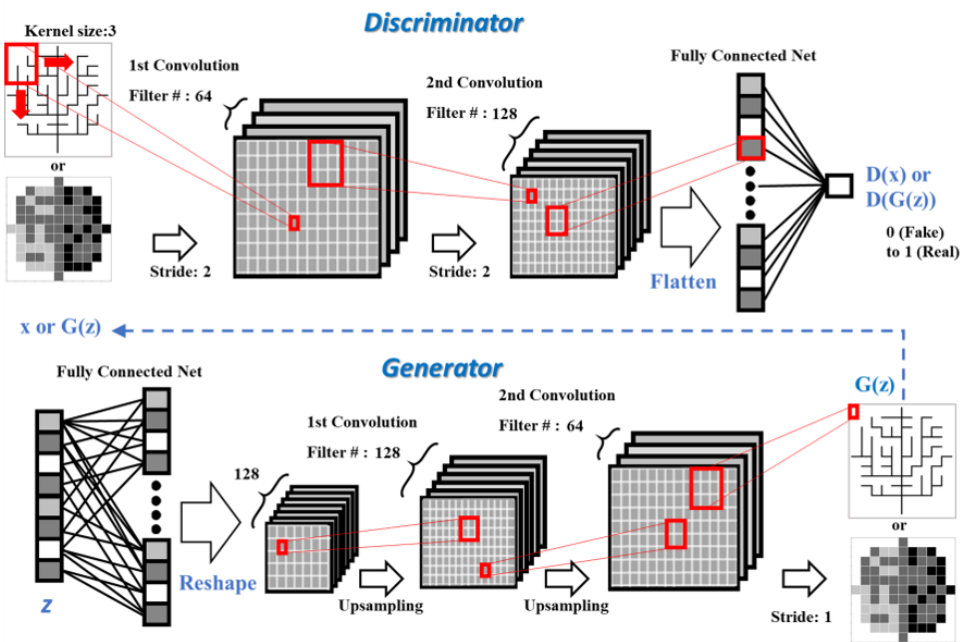 Discriminator
Kernel size:3
1st Convolution
Filter # : 64
2nd Convolution
Filter # : 128
Fully Connected Net
or
Stride: 2
Stride: 2
Flatten
D(x) or
D(G(z))
0 (Fake)
to 1 (Real)
x or G(z)
Generator
Fully Connected Net
1st Convolution
Filter # : 128
2nd Convolution
Filter # : 64
G(z)
128
or
z
Reshape
Upsampling
Upsampling
Stride: 1